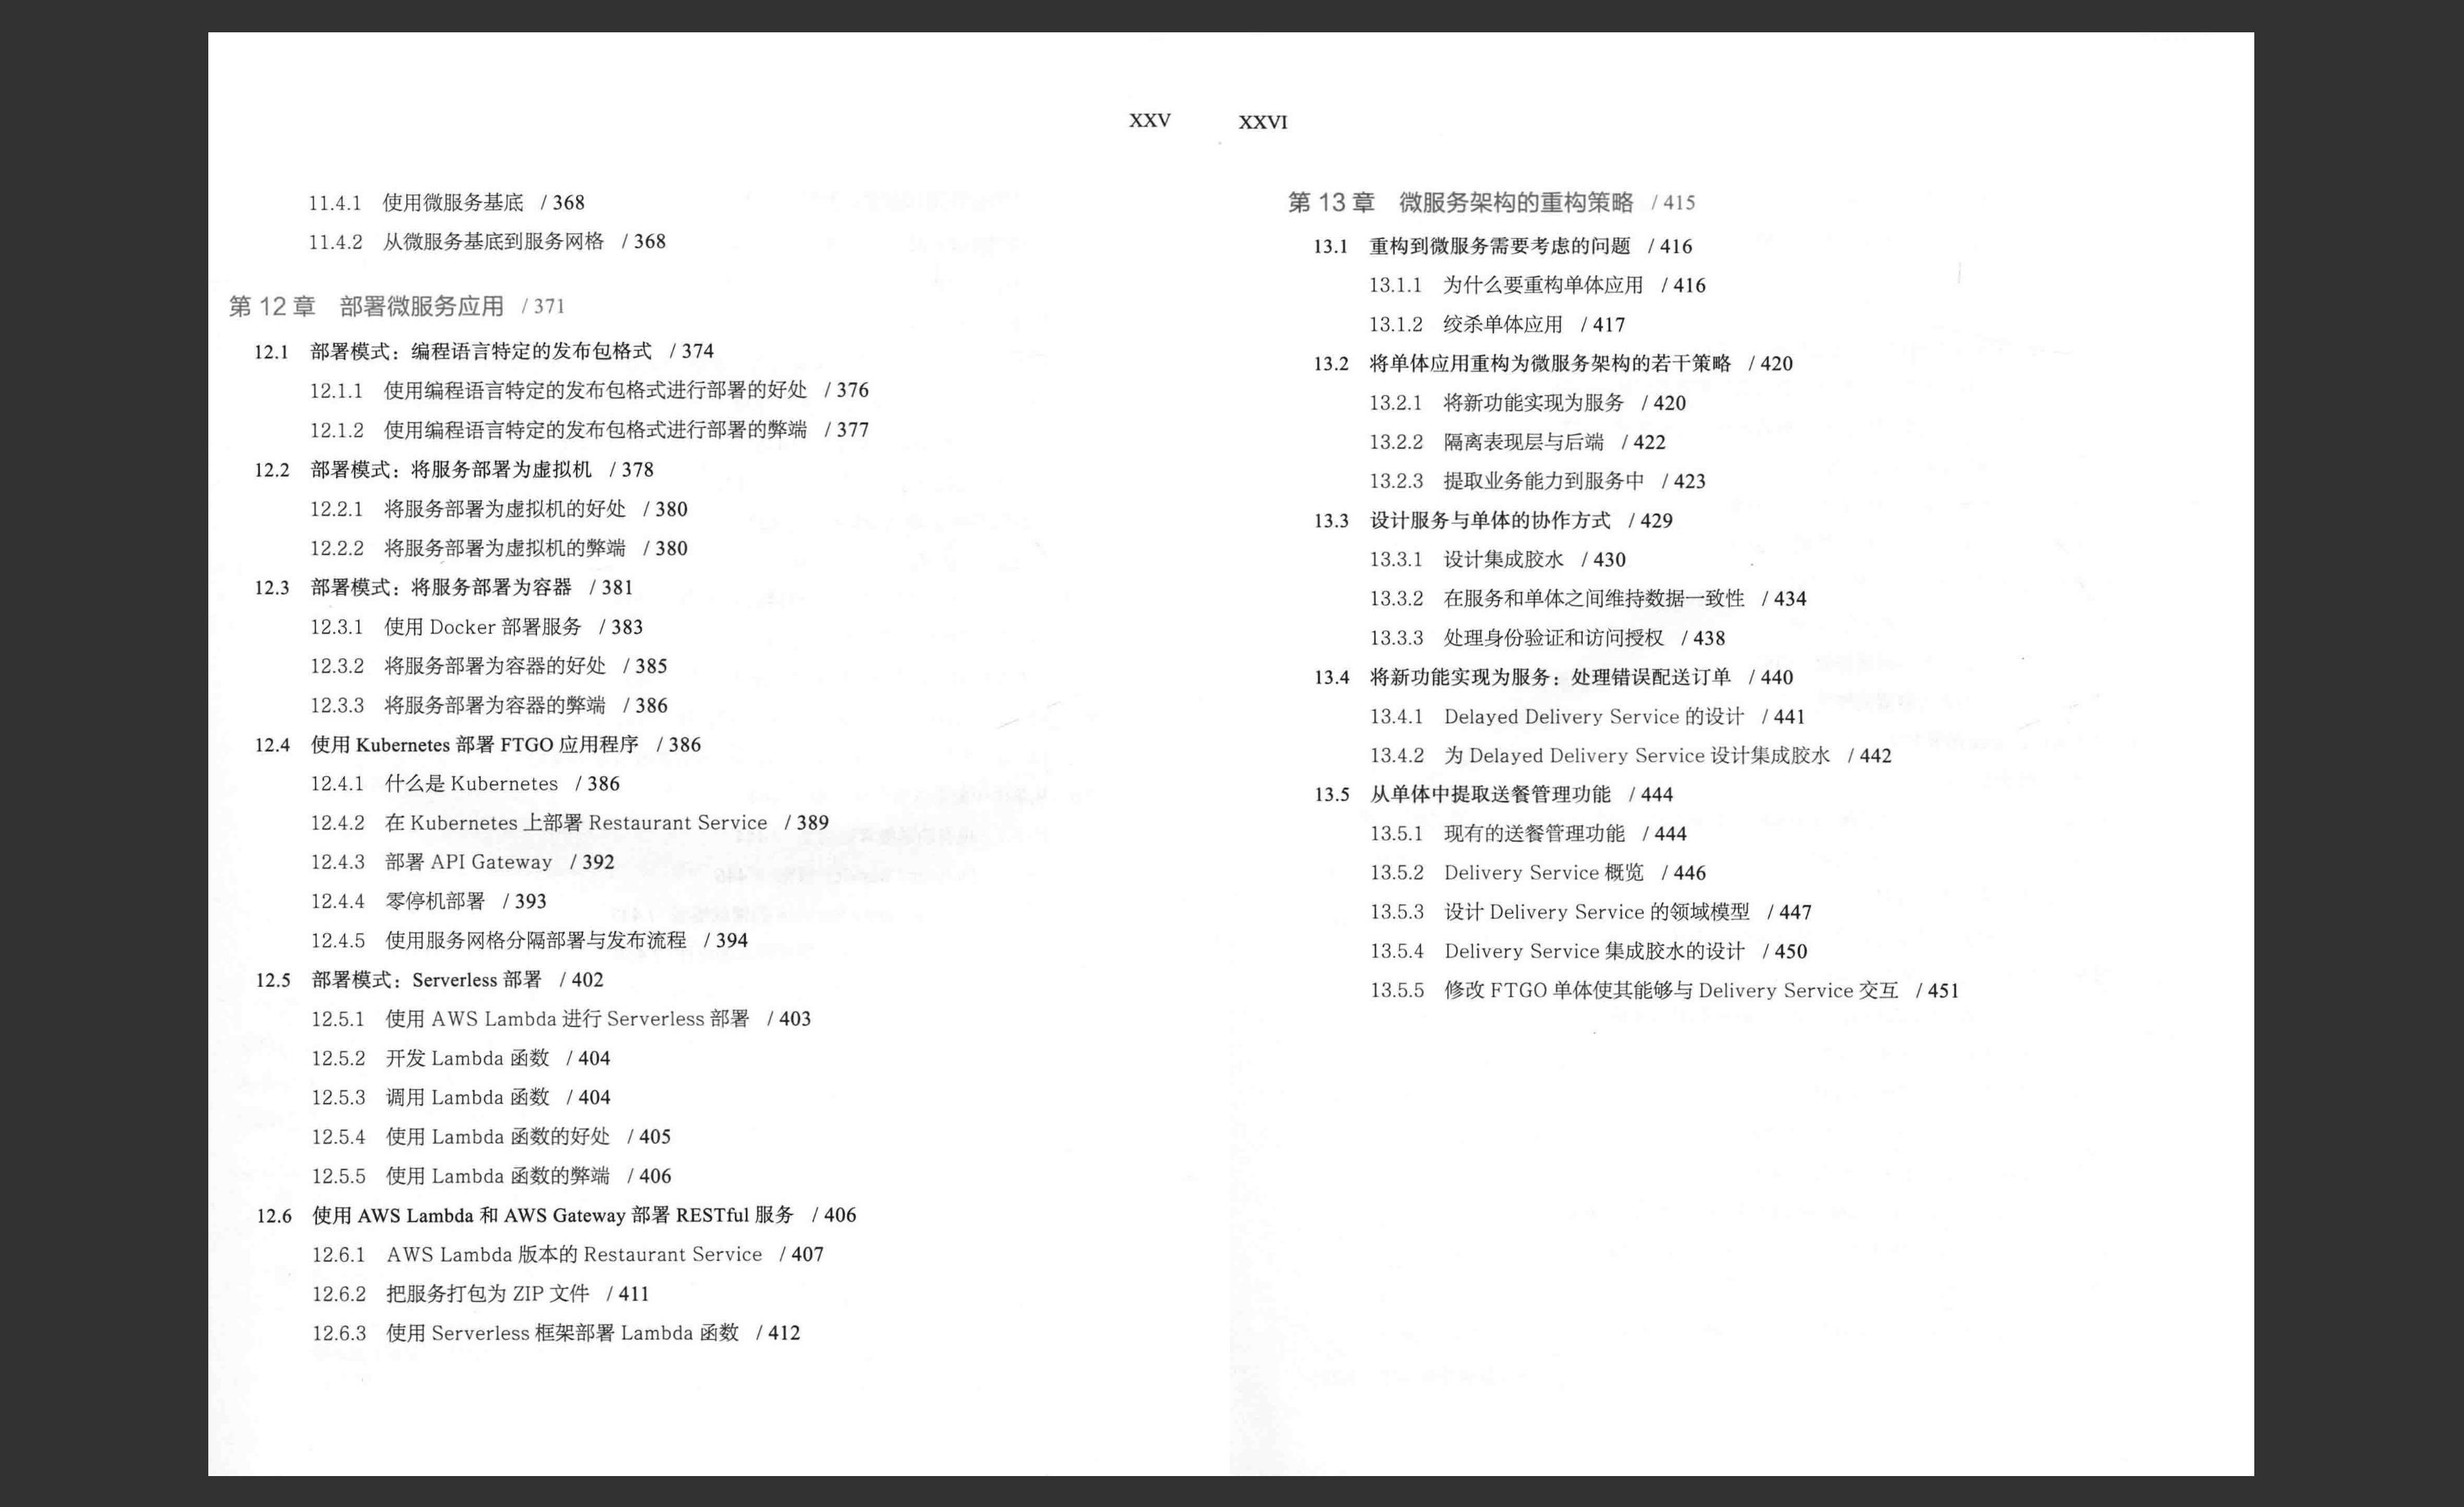 XXV
11.4.1 使用微服务基底 / 368
11.4.2 从微服务基底到服务网格 / 368
第 12 章 部署微服务应用 / 371
12.1 部署模式：编程语言特定的发布包格式 / 374
12.1.1 使用编程语言特定的发布包格式进行部署的好处 / 376
12.1.2 使用编程语言特定的发布包格式进行部署的弊端 / 377
12.2 部署模式：将服务部署为虚拟机 / 378
12.2.1 将服务部署为虚拟机的好处 / 380
12.2.2 将服务部署为虚拟机的弊端 / 380
12.3 部署模式：将服务部署为容器 / 381
12.3.1 使用 Docker 部署服务 / 383
12.3.2 将服务部署为容器的好处 / 385
12.3.3 将服务部署为容器的弊端 / 386
12.4 使用 Kubernetes 部署 FTGO 应用程序 / 386
12.4.1 什么是 Kubernetes / 386
12.4.2 在 Kubernetes 上部署 Restaurant Service / 389
12.4.3 部署 API Gateway / 392
12.4.4 零停机部署 / 393
12.4.5 使用服务网格分隔部署与发布流程 / 394
12.5 部署模式：Serverless 部署 / 402
12.5.1 使用 AWS Lambda 进行 Serverless 部署 / 403
12.5.2 开发 Lambda 函数 / 404
12.5.3 调用 Lambda 函数 / 404
12.5.4 使用 Lambda 函数的好处 / 405
12.5.5 使用 Lambda 函数的弊端 / 406
12.6 使用 AWS Lambda 和 AWS Gateway 部署 RESTful 服务 / 406
12.6.1 AWS Lambda 版本的 Restaurant Service / 407
12.6.2 把服务打包为 ZIP 文件 / 411
12.6.3 使用 Serverless 框架部署 Lambda 函数 / 412
XXVI
第 13 章 微服务架构的重构策略 / 415
13.1 重构到微服务需要考虑的问题 / 416
13.1.1 为什么要重构单体应用 / 416
13.1.2 绞杀单体应用 / 417
13.2 将单体应用重构为微服务架构的若干策略 / 420
13.2.1 将新功能实现为服务 / 420
13.2.2 隔离表现层与后端 / 422
13.2.3 提取业务能力到服务中 / 423
13.3 设计服务与单体的协作方式 / 429
13.3.1 设计集成胶水 / 430
13.3.2 在服务和单体之间维持数据一致性 / 434
13.3.3 处理身份验证和访问授权 / 438
13.4 将新功能实现为服务：处理错误配送订单 / 440
13.4.1 Delayed Delivery Service 的设计 / 441
13.4.2 为 Delayed Delivery Service 设计集成胶水 / 442
13.5 从单体中提取送餐管理功能 / 444
13.5.1 现有的送餐管理功能 / 444
13.5.2 Delivery Service 概览 / 446
13.5.3 设计 Delivery Service 的领域模型 / 447
13.5.4 Delivery Service 集成胶水的设计 / 450
13.5.5 修改 FTGO 单体使其能够与 Delivery Service 交互 / 451